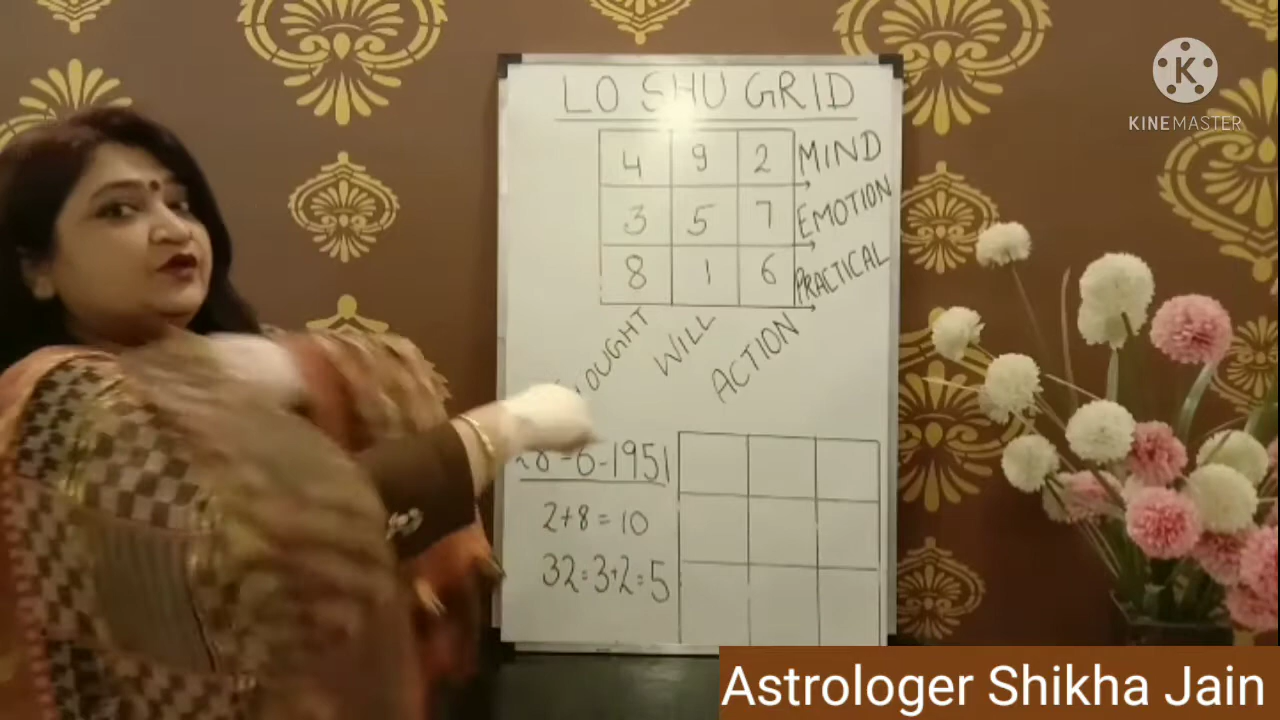 K
KINEMASTER
LO SHU GRID
4 9 2 MIND
3 5 7 EMOTION
8 1 6 PRACTICAL
WILL ACTION
28-6-1951
2+8=10
32=3+2=5
Astrologer Shikha Jain